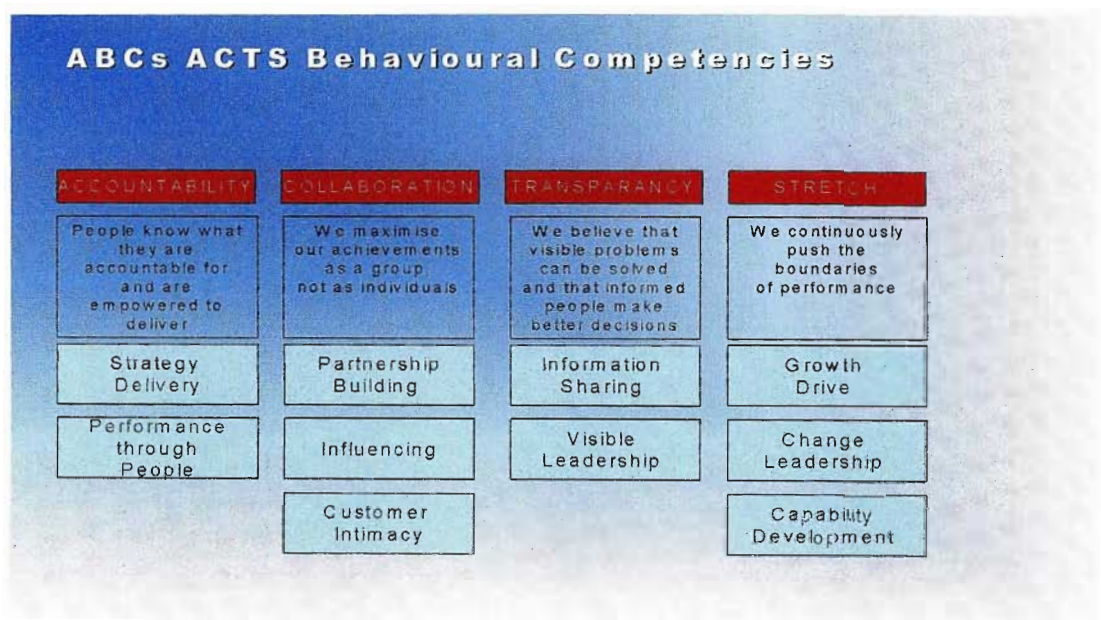 ABCs ACTS Behavioural Competencies
ACCOUNTABILITY
People know what
they are
accountable for
and are
empowered to
deliver
Strategy
Delivery
Performance
through
People
COLLABORATION
We maximise
our achievements
as a group
not as individuals
Partnership
Building
Influencing
Customer
Intimacy
TRANSPARANCY
We believe that
visible problems
can be solved
and that informed
people make
better decisions
Information
Sharing
Visible
Leadership
STRETCH
We continuously
push the
boundaries
of performance
Growth
Drive
Change
Leadership
Capability
Development